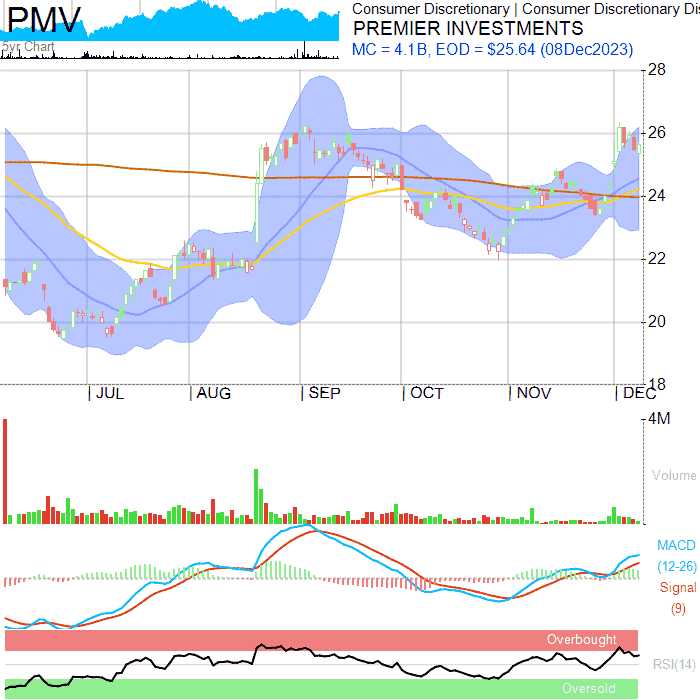 PMV
5yr Chart
Consumer Discretionary | Consumer Discretionary Dis
PREMIER INVESTMENTS
MC = 4.1B, EOD = $25.64 (08Dec2023)
28
26
24
22
20
18
JUL AUG SEP OCT NOV DEC
4M
Volume
MACD
(12-26)
Signal
(9)
Overbought
RSI(14)
Oversold